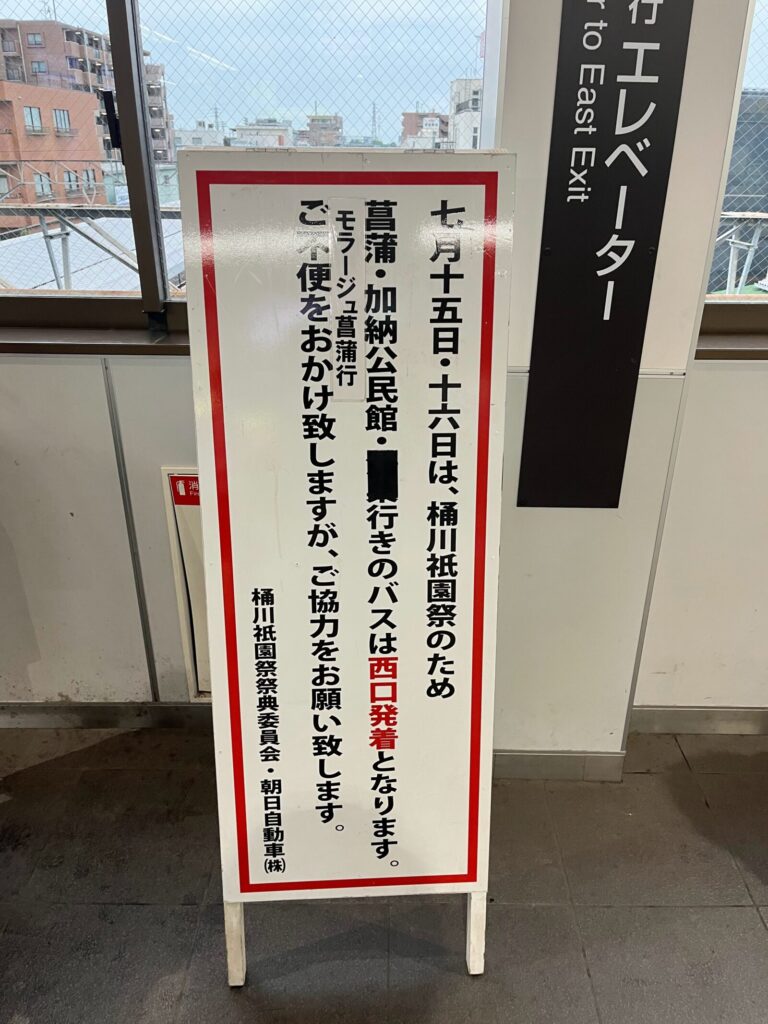 七月十五日・十六日は、桶川祇園祭のため
菖蒲・加納公民館・行きのバスは西口発着となります。
モラージュ菖蒲行
ご不便をおかけ致しますが、ご協力をお願い致します。
桶川祇園祭祭典委員会・朝日自動車㈱
行 エレベーター
r to East Exit
消